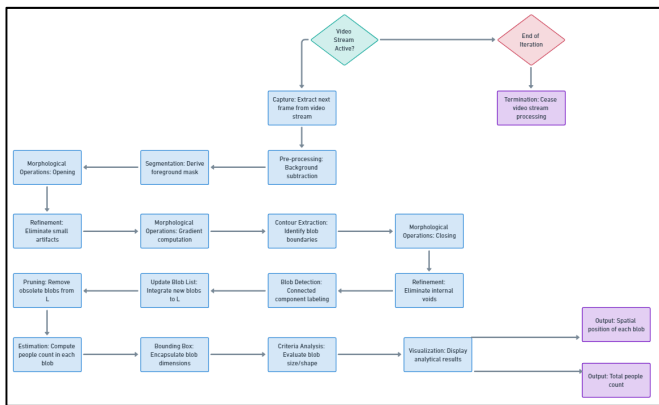 Video
Stream
Active?
End of
Iteration
Capture: Extract next
frame from video
stream
Termination: Cease
video stream
processing
Morphological
Operations: Opening
Segmentation: Derive
foreground mask
Pre-processing:
Background
subtraction
Refinement:
Eliminate small
artifacts
Morphological
Operations: Gradient
computation
Contour Extraction:
Identify blob
boundaries
Morphological
Operations: Closing
Pruning: Remove
obsolete blobs from
L
Update Blob List:
Integrate new blobs
to L
Blob Detection:
Connected
component labeling
Refinement:
Eliminate internal
voids
Estimation: Compute
people count in each
blob
Bounding Box:
Encapsulate blob
dimensions
Criteria Analysis:
Evaluate blob
size/shape
Visualization: Display
analytical results
Output: Spatial
position of each blob
Output: Total people
count